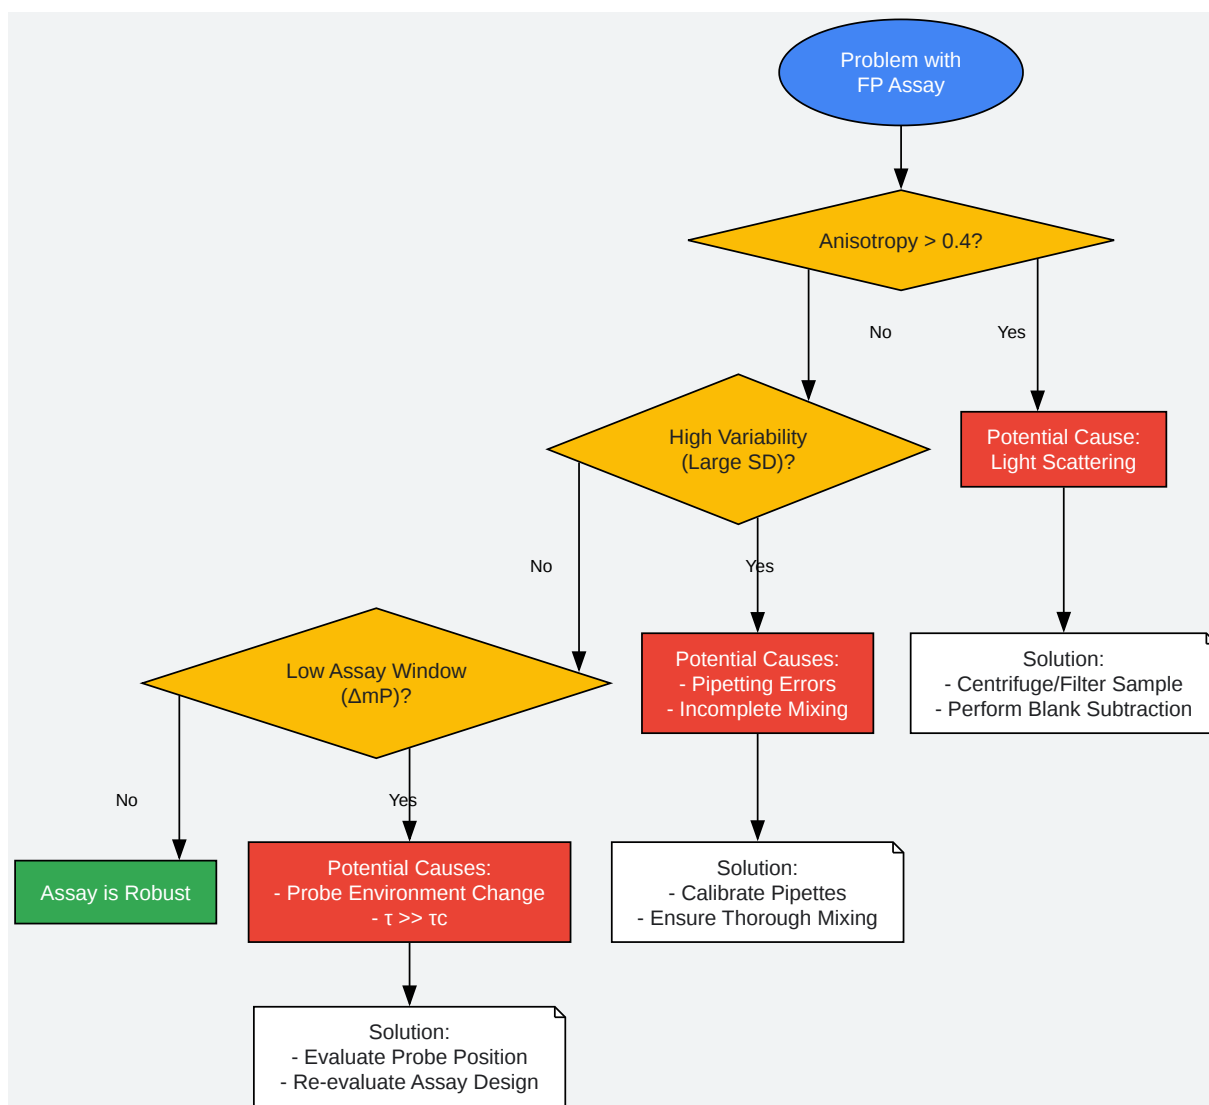 Problem with
FP Assay
Anisotropy > 0.4?
No
Yes
High Variability
(Large SD)?
Potential Cause:
Light Scattering
No
Yes
Low Assay Window
(ΔmP)?
Potential Causes:
- Pipetting Errors
- Incomplete Mixing
Solution:
- Centrifuge/Filter Sample
- Perform Blank Subtraction
No
Yes
Assay is Robust
Potential Causes:
- Probe Environment Change
- τ >> τc
Solution:
- Calibrate Pipettes
- Ensure Thorough Mixing
Solution:
- Evaluate Probe Position
- Re-evaluate Assay Design